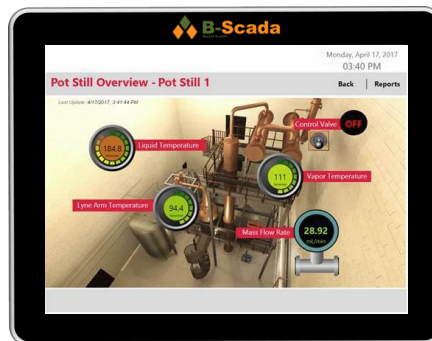 B-Scada
Monday, April 17, 2017
03:40 PM
Pot Still Overview - Pot Still 1
Back
Reports
Last Update: 4/17/2017, 3:41:44 PM
Control Valve
OFF
184.8
Liquid Temperature
111
Vapor Temperature
Lyne Arm Temperature
94.4
Mass Flow Rate
28.92
mL/min